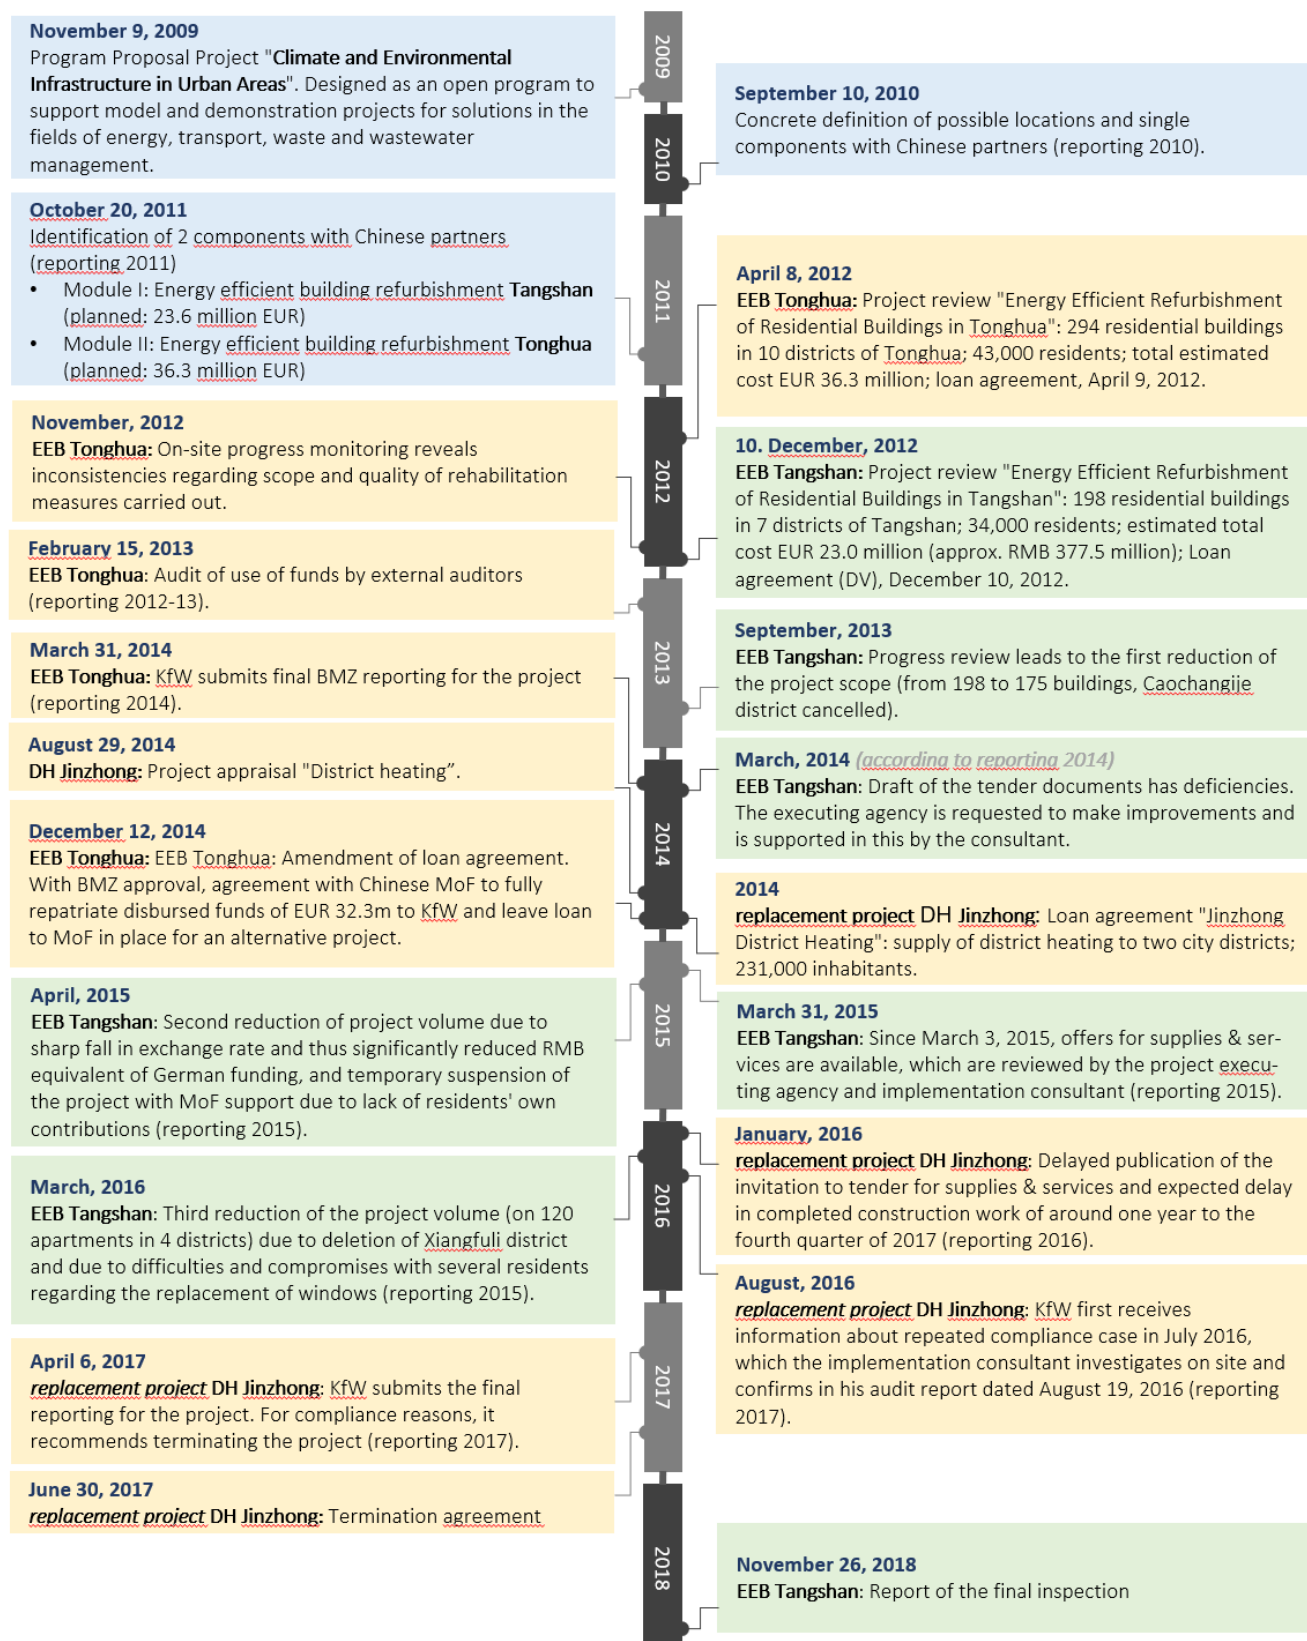 November 9, 2009
Program Proposal Project "Climate and Environmental
Infrastructure in Urban Areas". Designed as an open program to
support model and demonstration projects for solutions in the
fields of energy, transport, waste and wastewater
management.
2009
September 10, 2010
Concrete definition of possible locations and single
components with Chinese partners (reporting 2010).
2010
October 20, 2011
Identification of 2 components with Chinese partners
(reporting 2011)
• Module I: Energy efficient building refurbishment Tangshan
(planned: 23.6 million EUR)
• Module II: Energy efficient building refurbishment Tonghua
(planned: 36.3 million EUR)
2011
April 8, 2012
EEB Tonghua: Project review "Energy Efficient Refurbishment
of Residential Buildings in Tonghua": 294 residential buildings
in 10 districts of Tonghua; 43,000 residents; total estimated
cost EUR 36.3 million; loan agreement, April 9, 2012.
November, 2012
EEB Tonghua: On-site progress monitoring reveals
inconsistencies regarding scope and quality of rehabilitation
measures carried out.
2012
10. December, 2012
EEB Tangshan: Project review "Energy Efficient Refurbishment
of Residential Buildings in Tangshan": 198 residential buildings
in 7 districts of Tangshan; 34,000 residents; estimated total
cost EUR 23.0 million (approx. RMB 377.5 million); Loan
agreement (DV), December 10, 2012.
February 15, 2013
EEB Tonghua: Audit of use of funds by external auditors
(reporting 2012-13).
2013
September, 2013
EEB Tangshan: Progress review leads to the first reduction of
the project scope (from 198 to 175 buildings, Caochangije
district cancelled).
March 31, 2014
EEB Tonghua: KfW submits final BMZ reporting for the project
(reporting 2014).
August 29, 2014
DH Jinzhong: Project appraisal "District heating”.
March, 2014 (according to reporting 2014)
EEB Tangshan: Draft of the tender documents has deficiencies.
The executing agency is requested to make improvements and
is supported in this by the consultant.
2014
December 12, 2014
EEB Tonghua: EEB Tonghua: Amendment of loan agreement.
With BMZ approval, agreement with Chinese MoF to fully
repatriate disbursed funds of EUR 32.3m to KfW and leave loan
to MoF in place for an alternative project.
2014
replacement project DH Jinzhong: Loan agreement "Jinzhong
District Heating": supply of district heating to two city districts;
231,000 inhabitants.
April, 2015
EEB Tangshan: Second reduction of project volume due to
sharp fall in exchange rate and thus significantly reduced RMB
equivalent of German funding, and temporary suspension of
the project with MoF support due to lack of residents' own
contributions (reporting 2015).
2015
March 31, 2015
EEB Tangshan: Since March 3, 2015, offers for supplies & ser-
vices are available, which are reviewed by the project execu-
ting agency and implementation consultant (reporting 2015).
January, 2016
replacement project DH Jinzhong: Delayed publication of the
invitation to tender for supplies & services and expected delay
in completed construction work of around one year to the
fourth quarter of 2017 (reporting 2016).
March, 2016
EEB Tangshan: Third reduction of the project volume (on 120
apartments in 4 districts) due to deletion of Xiangfuli district
and due to difficulties and compromises with several residents
regarding the replacement of windows (reporting 2015).
2016
August, 2016
replacement project DH Jinzhong: KfW first receives
information about repeated compliance case in July 2016,
which the implementation consultant investigates on site and
confirms in his audit report dated August 19, 2016 (reporting
2017).
April 6, 2017
replacement project DH Jinzhong: KfW submits the final
reporting for the project. For compliance reasons, it
recommends terminating the project (reporting 2017).
2017
June 30, 2017
replacement project DH Jinzhong: Termination agreement
2018
November 26, 2018
EEB Tangshan: Report of the final inspection